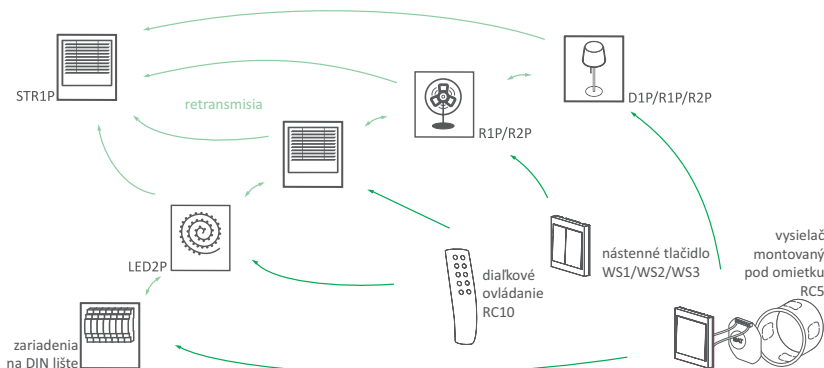 STR1P
retransmisia
R1P/R2P
D1P/R1P/R2P
LED2P
zariadenia
na DIN lište
diaľkové
ovládanie
RC10
nástenné tlačidlo
WS1/WS2/WS3
vysielač
montovaný
pod omietku
RC5